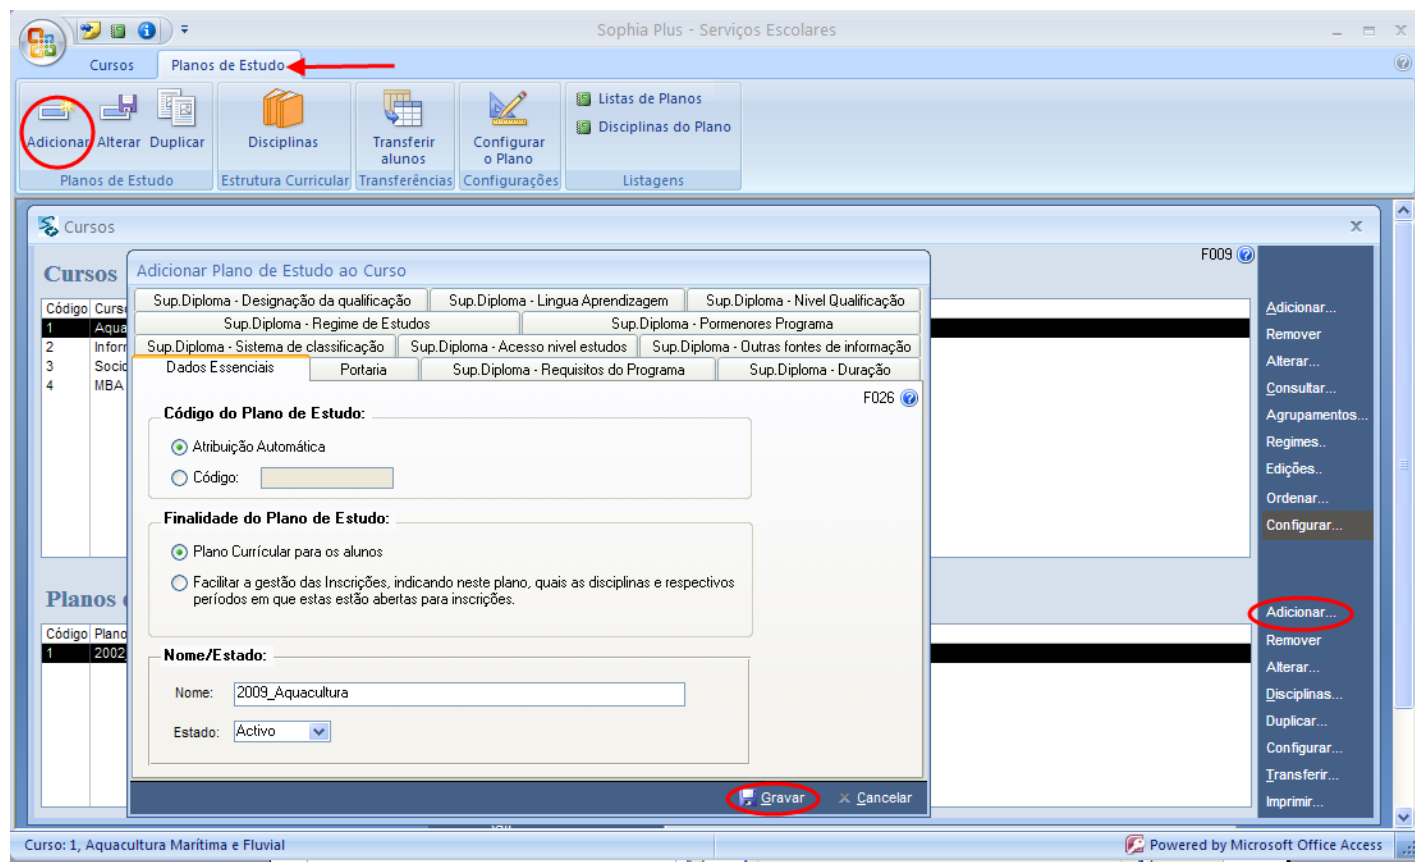 Sophia Plus - Serviços Escolares
Cursos
Planos de Estudo
Adicionar
Alterar
Duplicar
Disciplinas
Transferir
alunos
Configurar
o Plano
Listas de Planos
Disciplinas do Plano
Planos de Estudo
Estrutura Curricular
Transferências
Configurações
Listagens
Cursos
F009
Cursos
Código
1
2
3
4 MBA
Adicionar...
Remover
Alterar...
Consultar...
Agrupamentos...
Regimes..
Edições..
Ordenar...
Configurar...
Adicionar Plano de Estudo ao Curso
Sup.Diploma - Designação da qualificação
Sup.Diploma - Lingua Aprendizagem
Sup.Diploma - Nivel Qualificação
Sup.Diploma - Regime de Estudos
Sup.Diploma - Pormenores Programa
Sup.Diploma - Sistema de classificação
Sup.Diploma - Acesso nivel estudos
Sup.Diploma - Outras fontes de informação
Dados Essenciais
Portaria
Sup.Diploma - Requisitos do Programa
Sup.Diploma - Duração
F026
Código do Plano de Estudo:
Atribuição Automática
Código:
Finalidade do Plano de Estudo:
Plano Currícular para os alunos
Facilitar a gestão das Inscrições, indicando neste plano, quais as disciplinas e respectivos
períodos em que estas estão abertas para inscrições.
Nome/Estado:
Nome: 2009_Aquacultura
Estado: Activo
Gravar
Cancelar
Planos
Código Plano
1 2002
Adicionar...
Remover
Alterar...
Disciplinas...
Duplicar...
Configurar...
Transferir...
Imprimir...
Curso: 1, Aquacultura Marítima e Fluvial
Powered by Microsoft Office Access